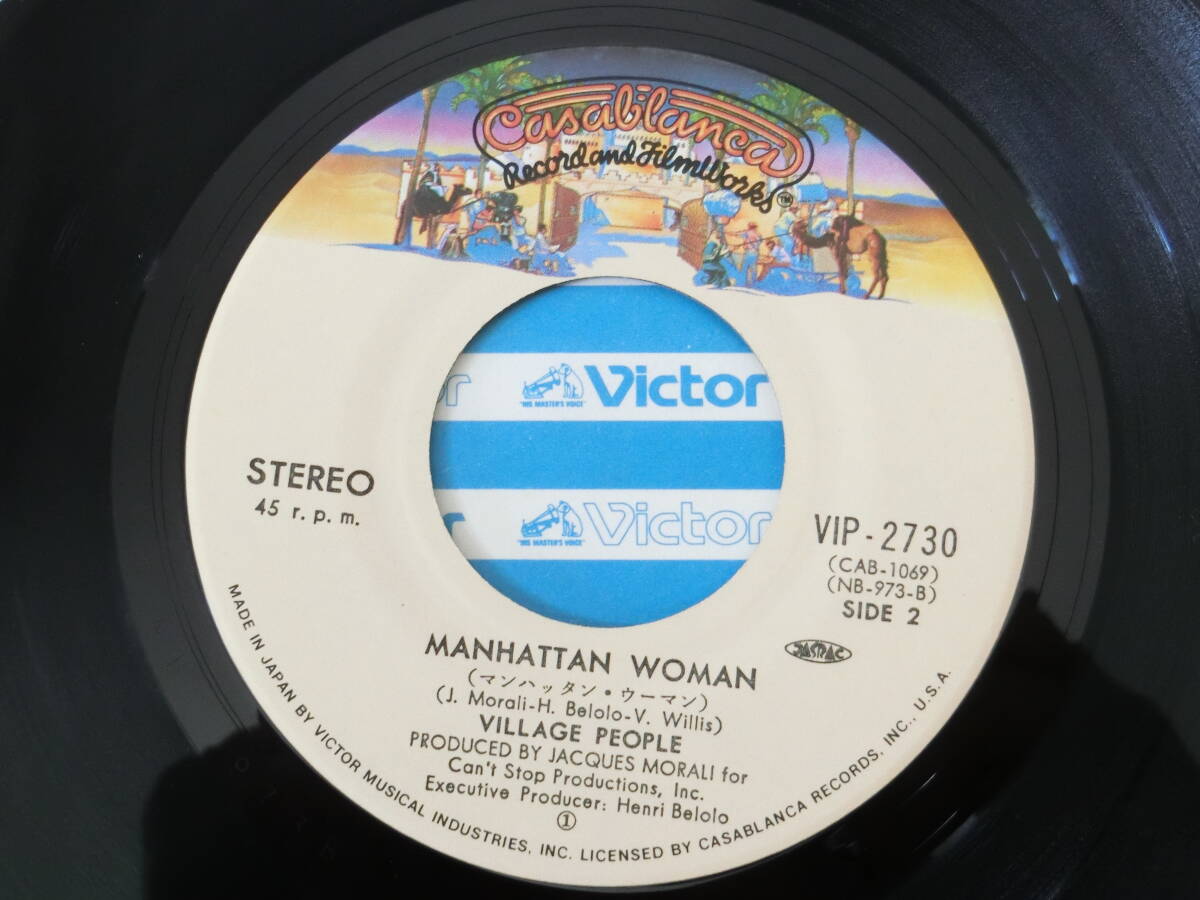 Casablanca
Record and FilmWorks™
Victor
"HIS MASTER'S VOICE"
Victor
"HIS MASTER'S VOICE"
STEREO
45 r.p.m.
VIP-2730
(CAB-1069)
(NB-973-B)
SIDE 2
JASRAC
MANHATTAN WOMAN
(マンハッタン・ウーマン)
(J. Morali-H. Belolo-V. Willis)
VILLAGE PEOPLE
PRODUCED BY JACQUES MORALI for
Can't Stop Productions, Inc.
Executive Producer: Henri Belolo
①
MADE IN JAPAN BY VICTOR MUSICAL INDUSTRIES, INC. LICENSED BY CASABLANCA RECORDS, INC., U.S.A.